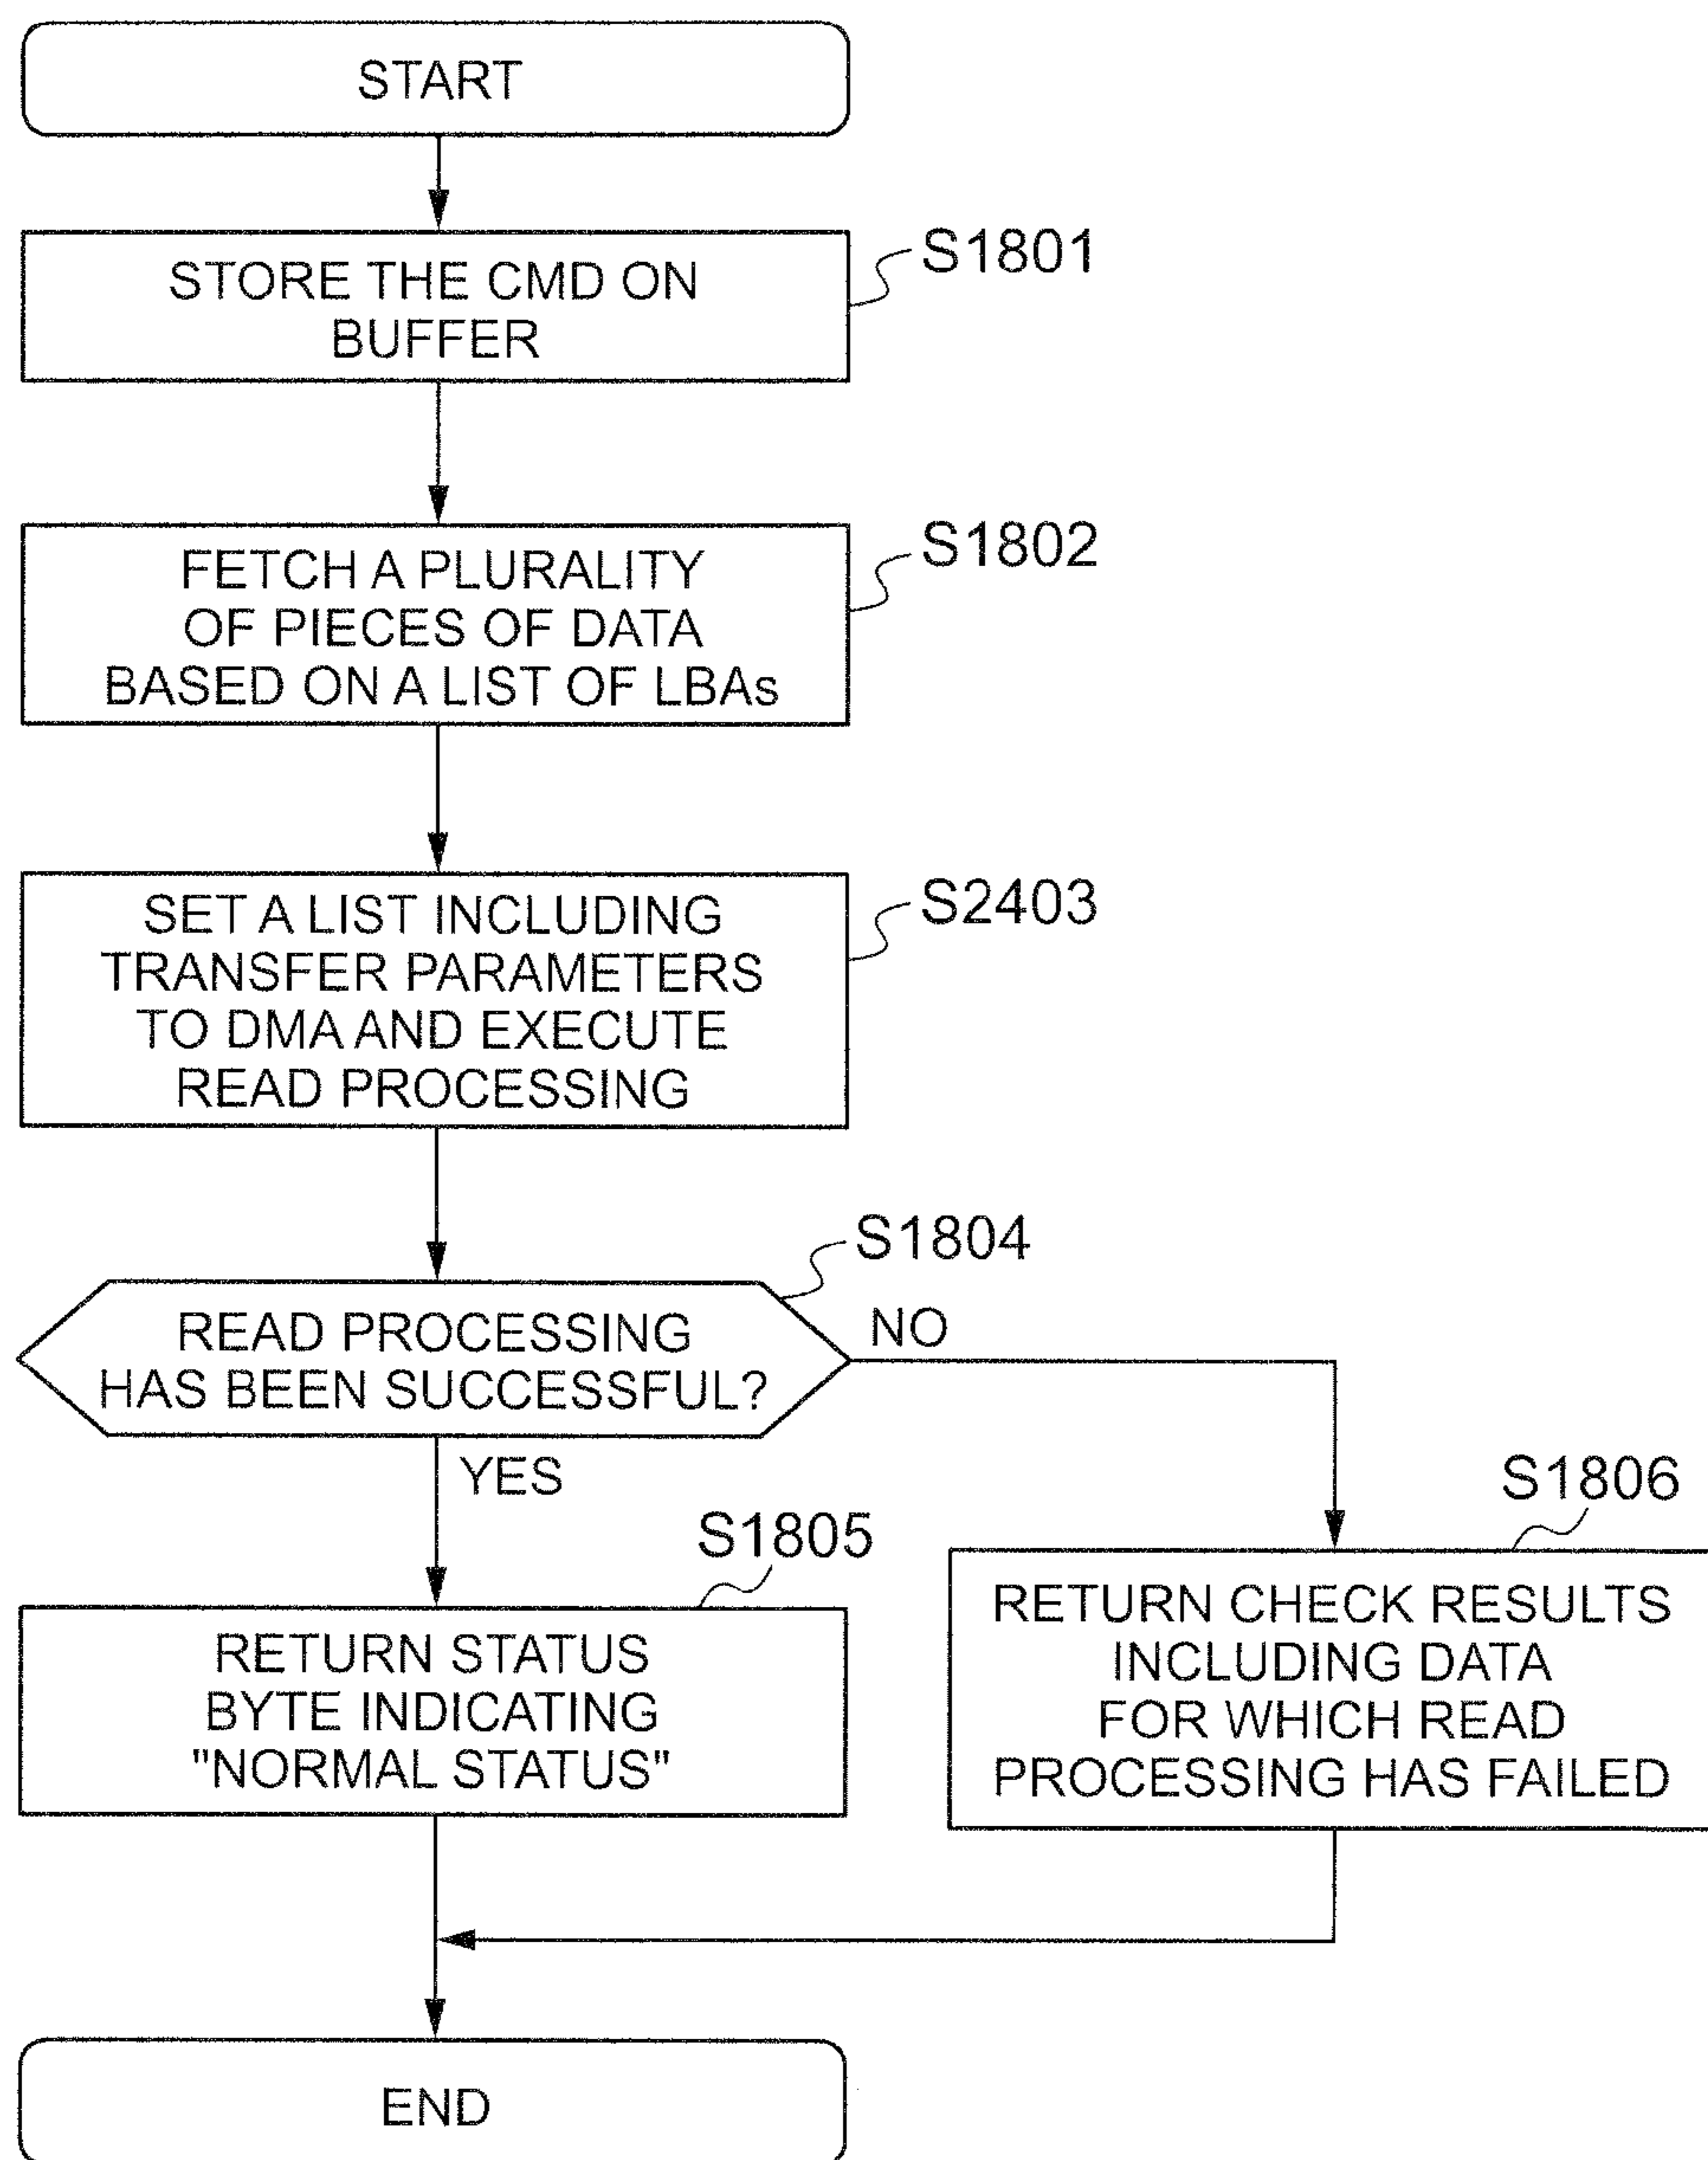 START
STORE THE CMD ON
BUFFER
S1801
FETCH A PLURALITY
OF PIECES OF DATA
BASED ON A LIST OF LBAs
S1802
SET A LIST INCLUDING
TRANSFER PARAMETERS
TO DMA AND EXECUTE
READ PROCESSING
S2403
S1804
READ PROCESSING
HAS BEEN SUCCESSFUL?
NO
YES
S1805
RETURN STATUS
BYTE INDICATING
"NORMAL STATUS"
S1806
RETURN CHECK RESULTS
INCLUDING DATA
FOR WHICH READ
PROCESSING HAS FAILED
END